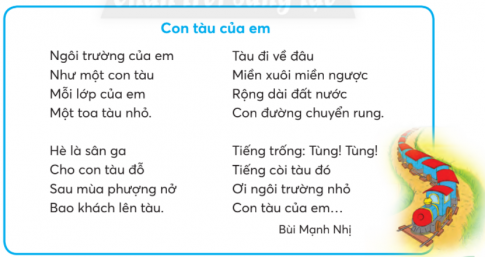 Con tàu của em
Ngôi trường của em
Như một con tàu
Mỗi lớp của em
Một toa tàu nhỏ.
Hè là sân ga
Cho con tàu đỗ
Sau mùa phượng nở
Bao khách lên tàu.
Tàu đi về đâu
Miền xuôi miền ngược
Rộng dài đất nước
Con đường chuyển rung.
Tiếng trống: Tùng! Tùng!
Tiếng còi tàu đó
Ơi ngôi trường nhỏ
Con tàu của em…
Bùi Mạnh Nhị